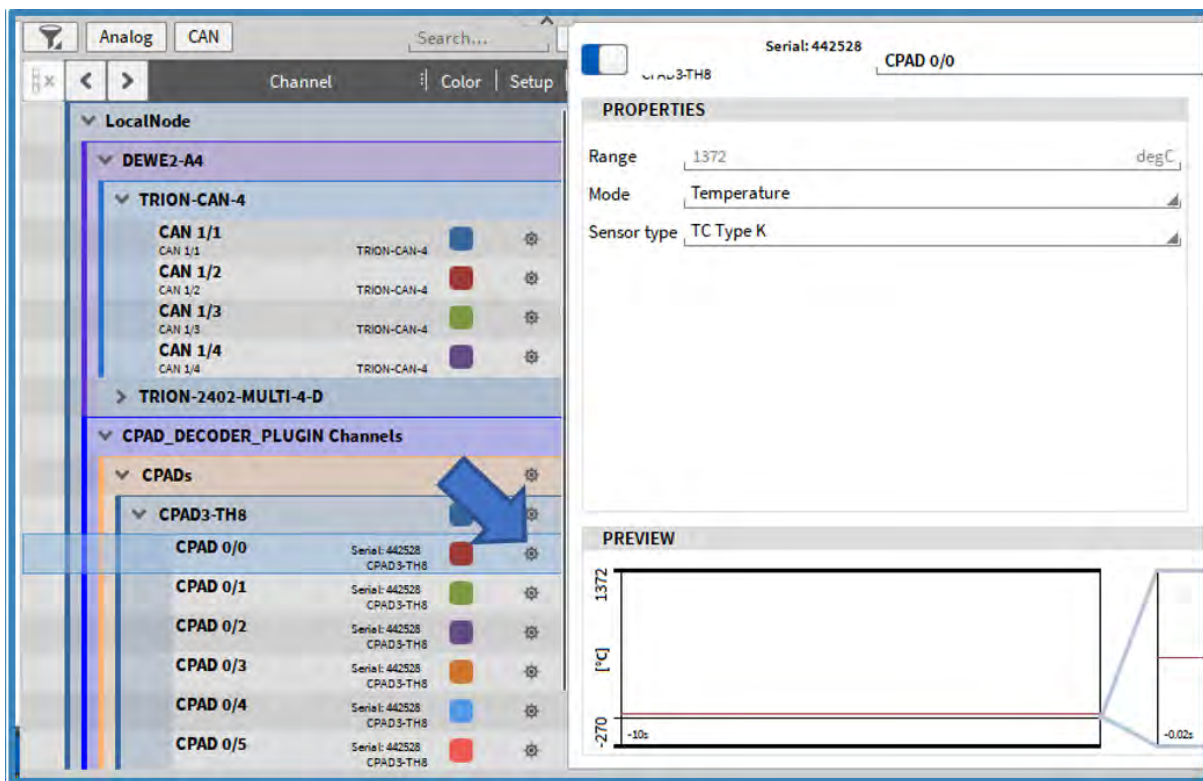 Analog CAN Search...
Channel Color Setup
LocalNode
DEWE2-A4
TRION-CAN-4
CAN 1/1
CAN 1/1 TRION-CAN-4
CAN 1/2
CAN 1/2 TRION-CAN-4
CAN 1/3
CAN 1/3 TRION-CAN-4
CAN 1/4
CAN 1/4 TRION-CAN-4
TRION-2402-MULTI-4-D
CPAD_DECODER_PLUGIN Channels
CPADs
CPAD3-TH8
CPAD 0/0 Serial: 442528
CPAD3-TH8
CPAD 0/1 Serial: 442528
CPAD3-TH8
CPAD 0/2 Serial: 442528
CPAD3-TH8
CPAD 0/3 Serial: 442528
CPAD3-TH8
CPAD 0/4 Serial: 442528
CPAD3-TH8
CPAD 0/5 Serial: 442528
CPAD3-TH8
Serial: 442528 CPAD 0/0
CPAD3-TH8
PROPERTIES
Range 1372 degC
Mode Temperature
Sensor type TC Type K
PREVIEW
1372
[°C]
-270
-10s -0.02s